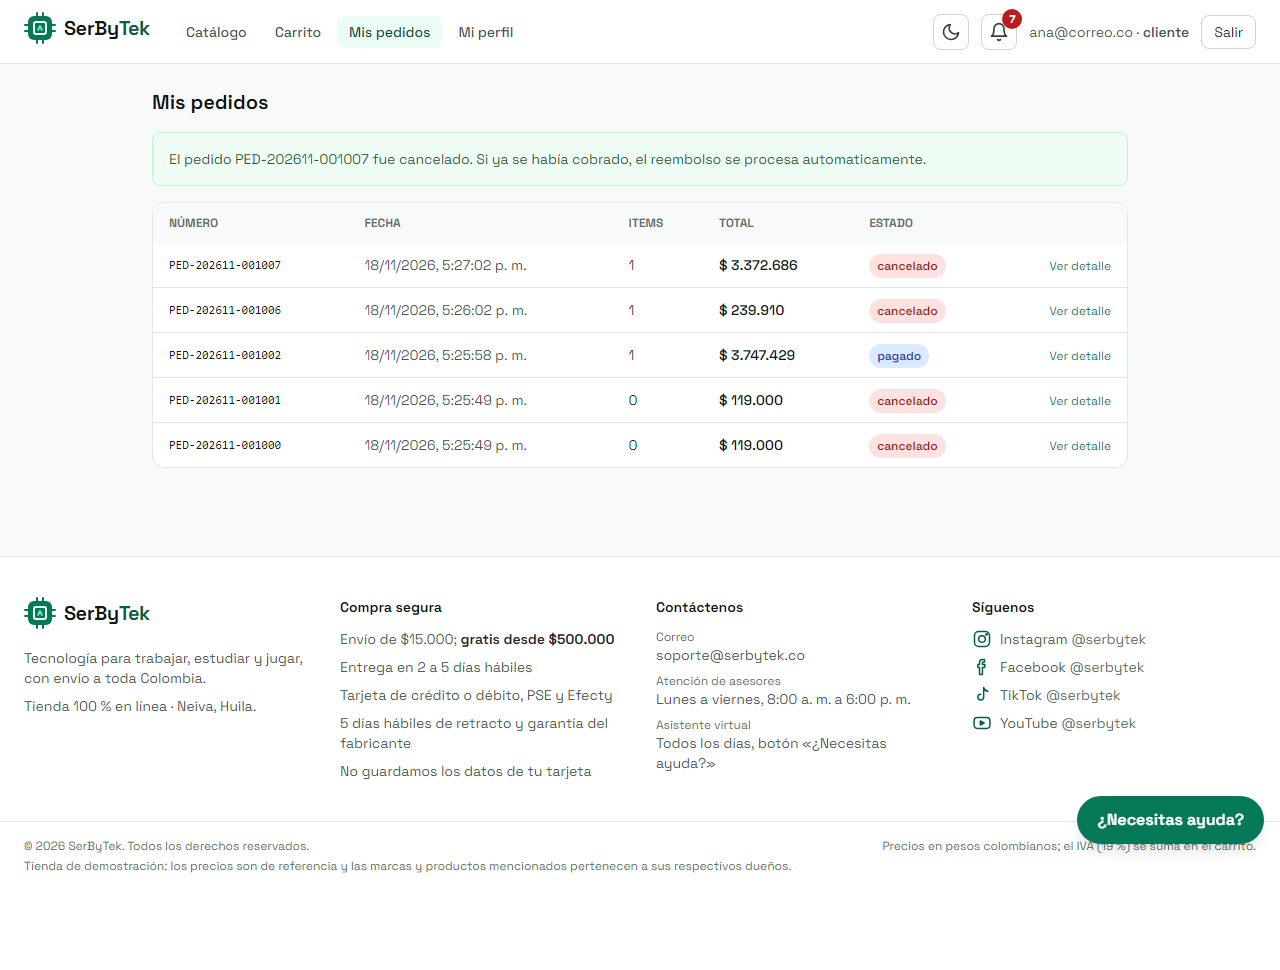 SerByTek
Catálogo
Carrito
Mis pedidos
Mi perfil
7
ana@correo.co · cliente
Salir
Mis pedidos
El pedido PED-202611-001007 fue cancelado. Si ya se había cobrado, el reembolso se procesa automaticamente.
NÚMERO FECHA ITEMS TOTAL ESTADO
PED-202611-001007 18/11/2026, 5:27:02 p. m. 1 $ 3.372.686 cancelado Ver detalle
PED-202611-001006 18/11/2026, 5:26:02 p. m. 1 $ 239.910 cancelado Ver detalle
PED-202611-001002 18/11/2026, 5:25:58 p. m. 1 $ 3.747.429 pagado Ver detalle
PED-202611-001001 18/11/2026, 5:25:49 p. m. 0 $ 119.000 cancelado Ver detalle
PED-202611-001000 18/11/2026, 5:25:49 p. m. 0 $ 119.000 cancelado Ver detalle
SerByTek
Tecnología para trabajar, estudiar y jugar,
con envío a toda Colombia.
Tienda 100 % en línea · Neiva, Huila.
Compra segura
Envío de $15.000; gratis desde $500.000
Entrega en 2 a 5 días hábiles
Tarjeta de crédito o débito, PSE y Efecty
5 días hábiles de retracto y garantía del
fabricante
No guardamos los datos de tu tarjeta
Contáctenos
Correo
soporte@serbytek.co
Atención de asesores
Lunes a viernes, 8:00 a. m. a 6:00 p. m.
Asistente virtual
Todos los días, botón «¿Necesitas
ayuda?»
Síguenos
Instagram @serbytek
Facebook @serbytek
TikTok @serbytek
YouTube @serbytek
¿Necesitas ayuda?
© 2026 SerByTek. Todos los derechos reservados.
Precios en pesos colombianos; el IVA (19 %) se suma en el carrito.
Tienda de demostración: los precios son de referencia y las marcas y productos mencionados pertenecen a sus respectivos dueños.